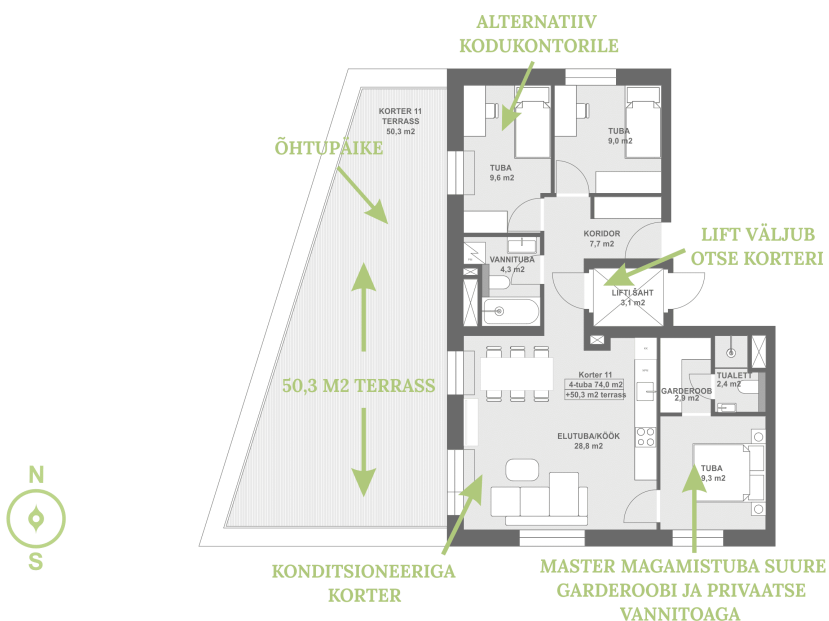 ALTERNATIIV
KODUKONTORILE
KORTER 11
TERRASS
50,3 m2
ÕHTUPÄIKE
TUBA
9,0 m2
TUBA
9,6 m2
KORIDOR
7,7 m2
LIFT VÄLJUB
OTSE KORTERI
VANNITUBA
4,3 m2
LIFTI ŠAHT
3,1 m2
50,3 M2 TERRASS
Korter 11
4-tuba 74,0 m2
+50,3 m2 terrass
TUALETT
2,4 m2
GARDEROOB
2,9 m2
ELUTUBA/KÖÖK
28,8 m2
TUBA
9,3 m2
N
S
KONDITSIONEERIGA
KORTER
MASTER MAGAMISTUBA SUURE
GARDEROOBI JA PRIVAATSE
VANNITOAGA